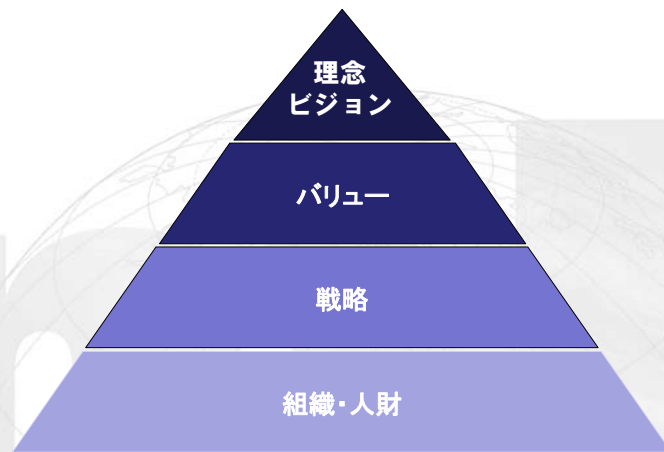 理念
ビジョン
バリュー
戦略
組織・人財